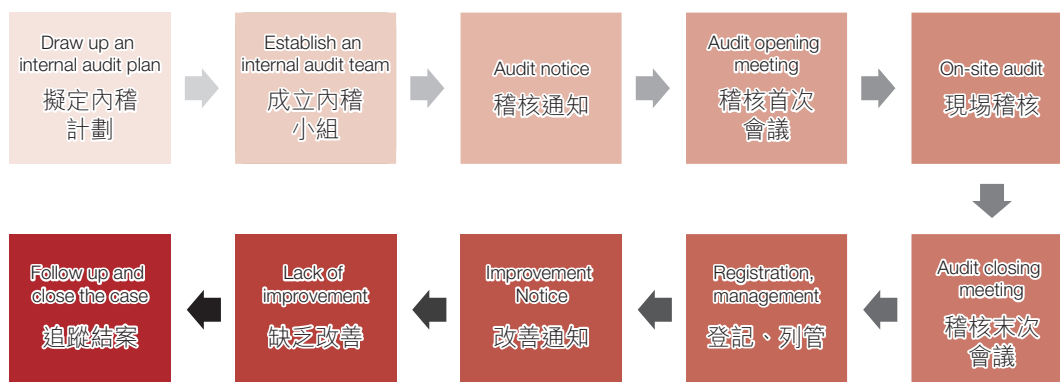 Draw up an
internal audit plan
擬定內稽
計劃
Establish an
internal audit team
成立內稽
小組
Audit notice
稽核通知
Audit opening
meeting
稽核首次
會議
On-site audit
現場稽核
Audit closing
meeting
稽核末次
會議
Registration,
management
登記、列管
Improvement
Notice
改善通知
Lack of
improvement
缺乏改善
Follow up and
close the case
追蹤結案